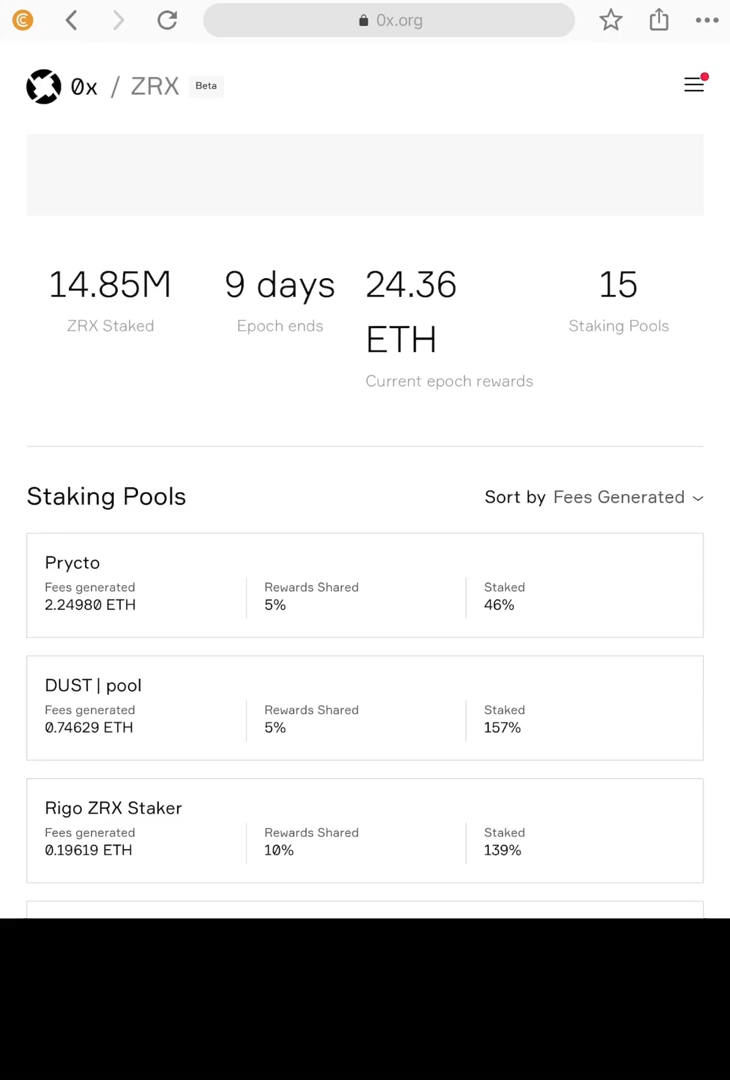 0x.org
0x / ZRX Beta
14.85M
ZRX Staked
9 days
Epoch ends
24.36
ETH
Current epoch rewards
15
Staking Pools
Staking Pools
Sort by Fees Generated
Prycto
Fees generated
2.24980 ETH
Rewards Shared
5%
Staked
46%
DUST | pool
Fees generated
0.74629 ETH
Rewards Shared
5%
Staked
157%
Rigo ZRX Staker
Fees generated
0.19619 ETH
Rewards Shared
10%
Staked
139%